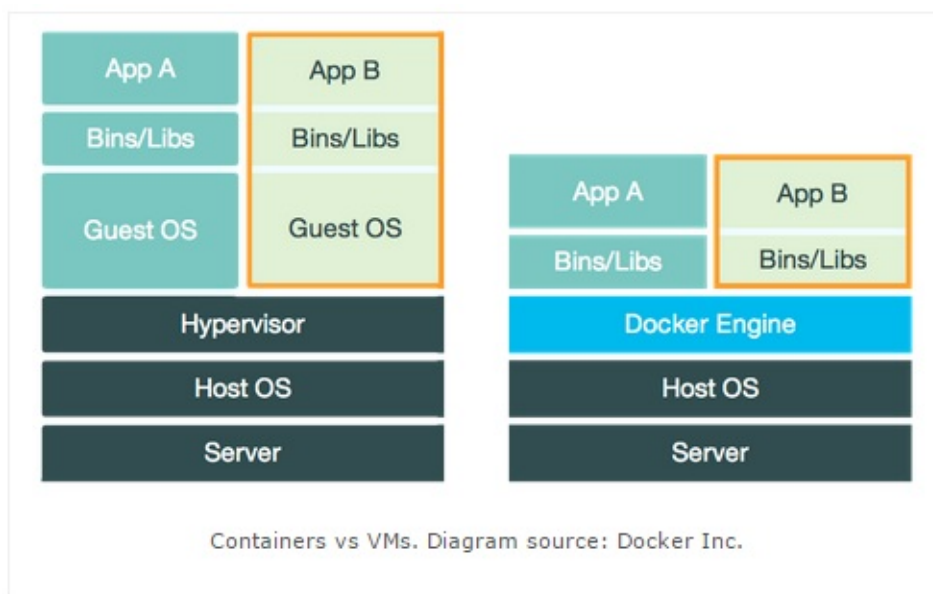 App A
App B
Bins/Libs
Bins/Libs
Guest OS
Guest OS
Hypervisor
Host OS
Server
App A
App B
Bins/Libs
Bins/Libs
Docker Engine
Host OS
Server
Containers vs VMs. Diagram source: Docker Inc.